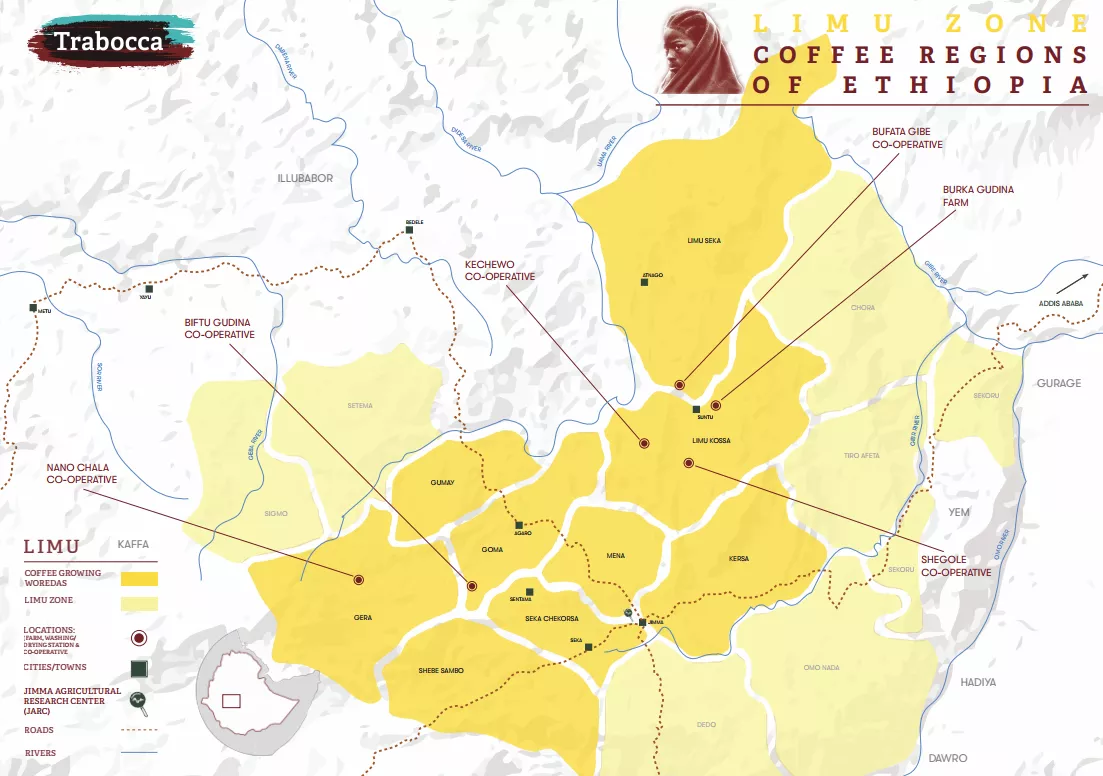 Trabocca
LIMU ZONE
COFFEE REGIONS
OF ETHIOPIA
DABENA RIVER
DIDESSA RIVER
URMA RIVER
BUFATA GIBE
CO-OPERATIVE
ILLUBABOR
BURKA GUDINA
FARM
BEDELE
LIMU SEKA
KECHEWO
CO-OPERATIVE
GIBE RIVER
ATNAGO
YAYU
METU
ADDIS ABABA
CHORA
BIFTU GUDINA
CO-OPERATIVE
SOR RIVER
GURAGE
SETEMA
SEKORU
SUNTU
GEBL RIVER
LIMU KOSSA
GIBE RIVER
TIRO AFETA
NANO CHALA
CO-OPERATIVE
GUMAY
SIGMO
YEM
AGARO
OMO RIVER
LIMU
KAFFA
GOMA
MENA
KERSA
SHEGOLE
CO-OPERATIVE
SEKORU
COFFEE GROWING
WOREDAS
SENTAMA
LIMU ZONE
GERA
SEKA CHEKORSA
JIMMA
LOCATIONS:
(FARM, WASHING/
DRYING STATION &
CO-OPERATIVE
SEKA
CITIES/TOWNS
SHEBE SAMBO
OMO NADA
HADIYA
JIMMA AGRICULTURAL
RESEARCH CENTER
(JARC)
DEDO
ROADS
RIVERS
DAWRO